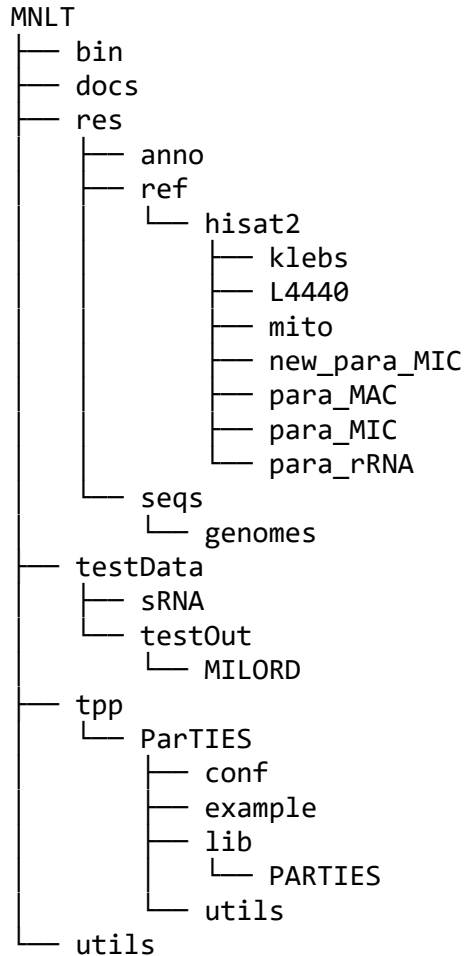 MNLT
├── bin
├── docs
├── res
│   ├── anno
│   ├── ref
│   │   └── hisat2
│   │       ├── klebs
│   │       ├── L4440
│   │       ├── mito
│   │       ├── new_para_MIC
│   │       ├── para_MAC
│   │       ├── para_MIC
│   │       └── para_rRNA
│   └── seqs
│       └── genomes
├── testData
│   ├── sRNA
│   └── testOut
│       └── MILORD
├── tpp
│   └── ParTIES
│       ├── conf
│       ├── example
│       ├── lib
│       │   └── PARTIES
│       └── utils
└── utils